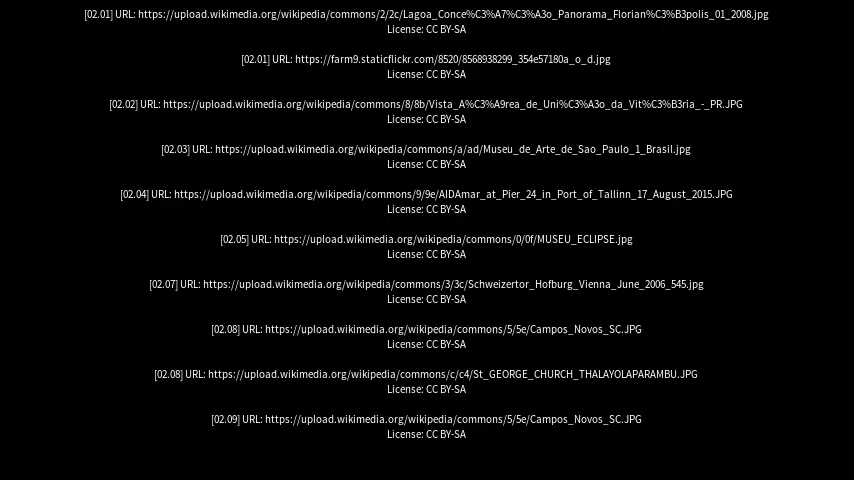 [02.01] URL: https://upload.wikimedia.org/wikipedia/commons/2/2c/Lagoa_Conce%C3%A7%C3%A3o_Panorama_Florian%C3%B3polis_01_2008.jpg
License: CC BY-SA
[02.01] URL: https://farm9.staticflickr.com/8520/8568938299_354e57180a_o_d.jpg
License: CC BY-SA
[02.02] URL: https://upload.wikimedia.org/wikipedia/commons/8/8b/Vista_A%C3%A9rea_de_Uni%C3%A3o_da_Vit%C3%B3ria_-_PR.JPG
License: CC BY-SA
[02.03] URL: https://upload.wikimedia.org/wikipedia/commons/a/ad/Museu_de_Arte_de_Sao_Paulo_1_Brasil.jpg
License: CC BY-SA
[02.04] URL: https://upload.wikimedia.org/wikipedia/commons/9/9e/AIDAmar_at_Pier_24_in_Port_of_Tallinn_17_August_2015.JPG
License: CC BY-SA
[02.05] URL: https://upload.wikimedia.org/wikipedia/commons/0/0f/MUSEU_ECLIPSE.jpg
License: CC BY-SA
[02.07] URL: https://upload.wikimedia.org/wikipedia/commons/3/3c/Schweizertor_Hofburg_Vienna_June_2006_545.jpg
License: CC BY-SA
[02.08] URL: https://upload.wikimedia.org/wikipedia/commons/5/5e/Campos_Novos_SC.JPG
License: CC BY-SA
[02.08] URL: https://upload.wikimedia.org/wikipedia/commons/c/c4/St_GEORGE_CHURCH_THALAYOLAPARAMBU.JPG
License: CC BY-SA
[02.09] URL: https://upload.wikimedia.org/wikipedia/commons/5/5e/Campos_Novos_SC.JPG
License: CC BY-SA